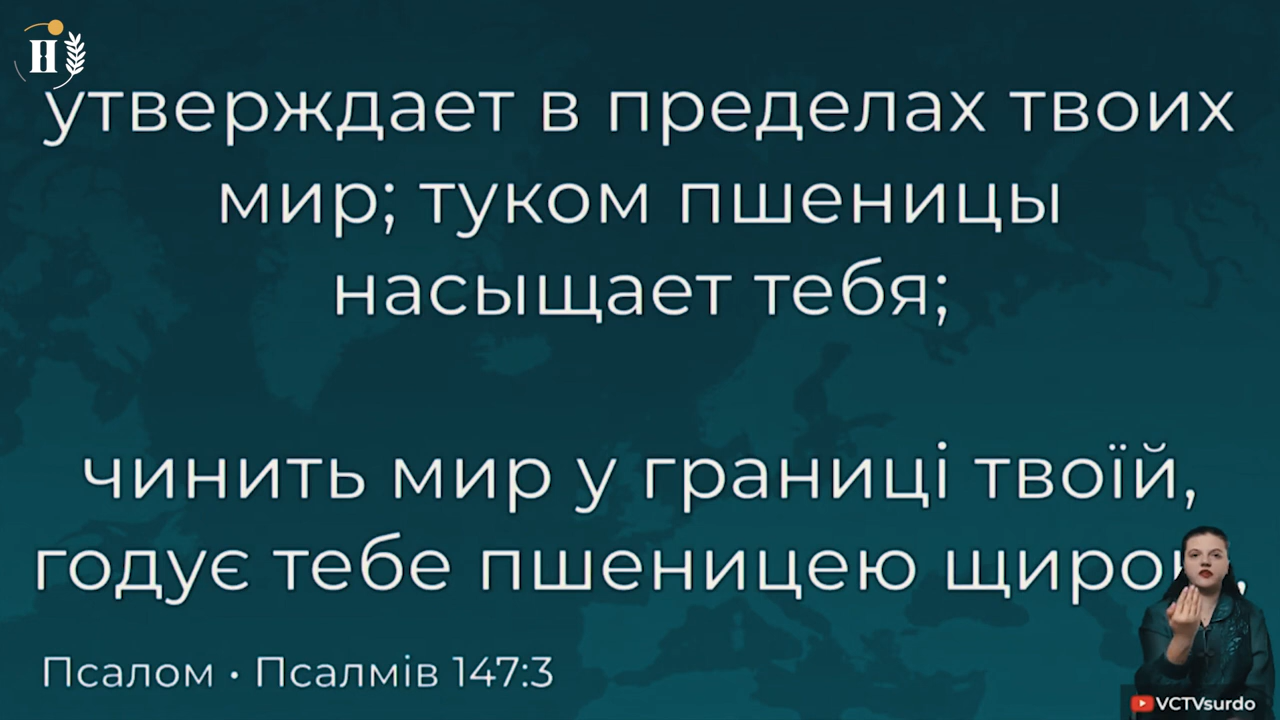 П
утверждает в пределах твоих
мир; туком пшеницы
насыщает тебя;
чинить мир у границі твоїй,
годує тебе пшеницею
Псалом • Псалмів 147:3
VCTVsurdo